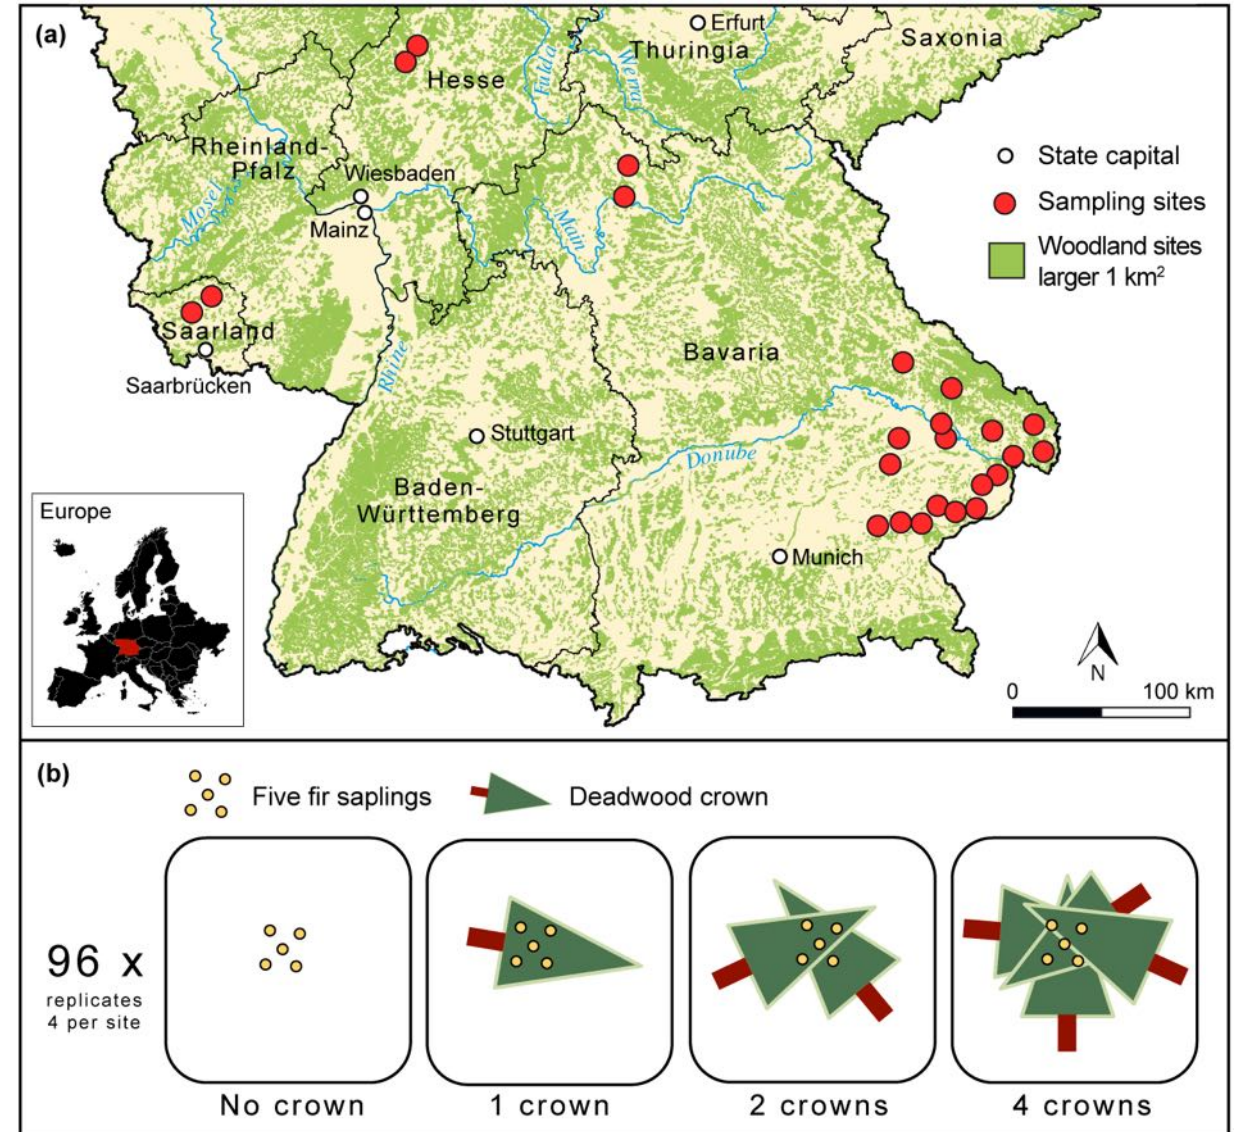 (a)
Erfurt
Thuringia
Saxonia
Hesse
Fulda
Werra
Rheinland-
Pfalz
Wiesbaden
Mosel
Mainz
Main
State capital
Sampling sites
Woodland sites
larger 1 km²
Saarland
Saarbrücken
Rhine
Bavaria
Stuttgart
Donube
Baden-
Württemberg
Munich
Europe
N
0 100 km
(b)
Five fir saplings
Deadwood crown
96 x
replicates
4 per site
No crown
1 crown
2 crowns
4 crowns